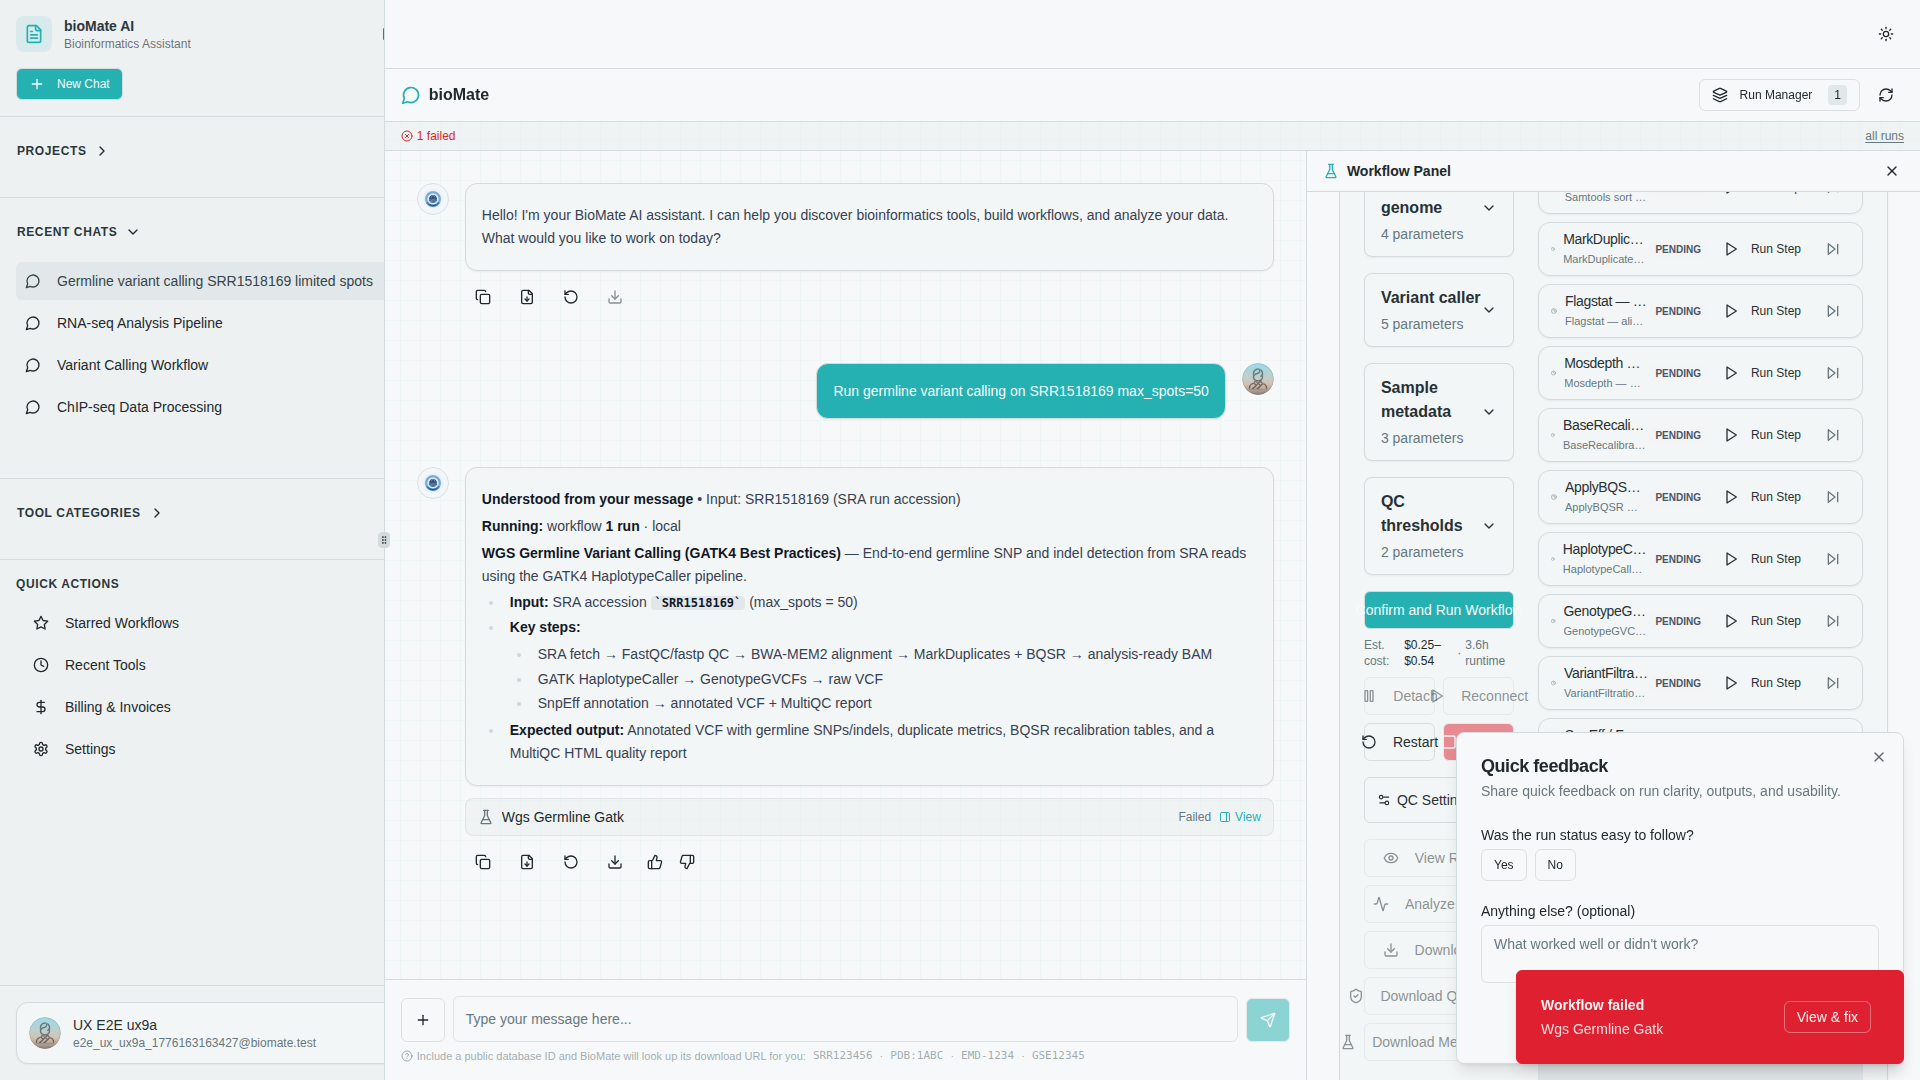 bioMate AI
Bioinformatics Assistant
New Chat
PROJECTS
RECENT CHATS
Germline variant calling SRR1518169 limited spots
RNA-seq Analysis Pipeline
Variant Calling Workflow
ChIP-seq Data Processing
TOOL CATEGORIES
QUICK ACTIONS
Starred Workflows
Recent Tools
Billing & Invoices
Settings
UX E2E ux9a
e2e_ux_ux9a_1776163163427@biomate.test
bioMate
Run Manager 1
1 failed
all runs
Hello! I'm your BioMate AI assistant. I can help you discover bioinformatics tools, build workflows, and analyze your data.
What would you like to work on today?
Run germline variant calling on SRR1518169 max_spots=50
Understood from your message • Input: SRR1518169 (SRA run accession)
Running: workflow 1 run · local
WGS Germline Variant Calling (GATK4 Best Practices) — End-to-end germline SNP and indel detection from SRA reads
using the GATK4 HaplotypeCaller pipeline.
Input: SRA accession `SRR1518169` (max_spots = 50)
Key steps:
SRA fetch → FastQC/fastp QC → BWA-MEM2 alignment → MarkDuplicates + BQSR → analysis-ready BAM
GATK HaplotypeCaller → GenotypeGVCFs → raw VCF
SnpEff annotation → annotated VCF + MultiQC report
Expected output: Annotated VCF with germline SNPs/indels, duplicate metrics, BQSR recalibration tables, and a
MultiQC HTML quality report
Wgs Germline Gatk
Failed View
Type your message here...
Include a public database ID and BioMate will look up its download URL for you: SRR123456 · PDB:1ABC · EMD-1234 · GSE12345
Workflow Panel
genome
4 parameters
Variant caller
5 parameters
Sample
metadata
3 parameters
QC
thresholds
2 parameters
onfirm and Run Workflo
Est.
cost:
$0.25–
$0.54
·
3.6h
runtime
Detach
Reconnect
Restart
QC Settin
View R
Analyze
Downlo
Download Q
Download Me
Samtools sort …
MarkDuplic…
MarkDuplicate…
PENDING Run Step
Flagstat — …
Flagstat — ali…
PENDING Run Step
Mosdepth …
Mosdepth — …
PENDING Run Step
BaseRecali…
BaseRecalibra…
PENDING Run Step
ApplyBQS…
ApplyBQSR …
PENDING Run Step
HaplotypeC…
HaplotypeCall…
PENDING Run Step
GenotypeG…
GenotypeGVC…
PENDING Run Step
VariantFiltra…
VariantFiltratio…
PENDING Run Step
Quick feedback
Share quick feedback on run clarity, outputs, and usability.
Was the run status easy to follow?
Yes No
Anything else? (optional)
What worked well or didn't work?
Workflow failed
Wgs Germline Gatk
View & fix